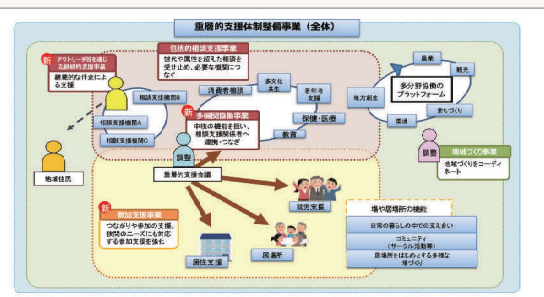 重層的支援体制整備事業（全体）
新
アウトリーチ等を通じ
た継続的支援事業
継続的な伴走によ
る支援
包括的相談支援事業
世代や属性を超えた相談を
受け止め、必要な機関につ
なぐ
相談支援機関B
相談支援機関A
相談支援機関C
消費者相談
多文化
共生
若年者
支援
保健・医療
教育
新
多機関協働事業
中核の機能を担い、
相談支援関係者へ
連携・つなぎ
調整
重層的支援会議
農業
観光
地方創生
多分野協働の
プラットフォーム
まちづくり
環境
調整
地域づくり事業
地域づくりをコーディ
ネート
地域住民
新
参加支援事業
つながりや参加の支援。
狭間のニーズにも対応
する参加支援を強化
就労支援
居場所
居住支援
場や居場所の機能
日常の暮らしの中での支え合い
コミュニティ
（サークル活動等）
居場所をはじめとする多様な
場づくり